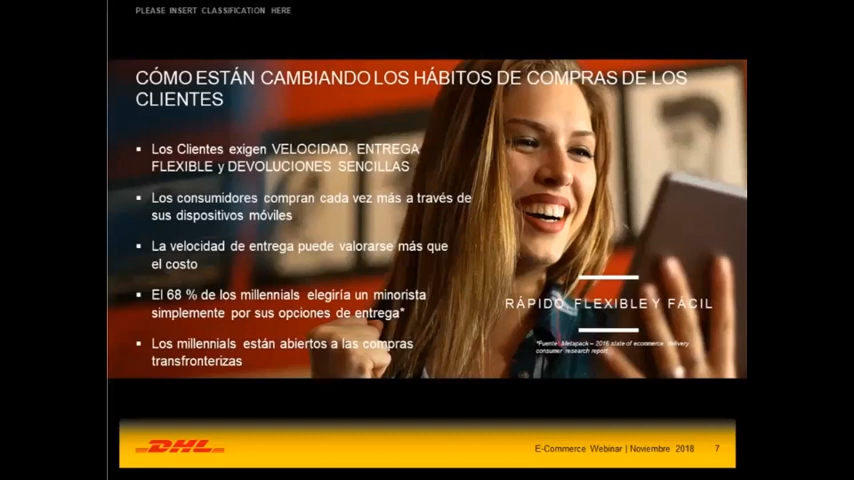 PLEASE INSERT CLASSIFICATION HERE
CÓMO ESTÁN CAMBIANDO LOS HÁBITOS DE COMPRAS DE LOS
CLIENTES
▪ Los Clientes exigen VELOCIDAD, ENTREGA
FLEXIBLE y DEVOLUCIONES SENCILLAS
▪ Los consumidores compran cada vez más a través de
sus dispositivos móviles
▪ La velocidad de entrega puede valorarse más que
el costo
▪ El 68 % de los millennials elegiría un minorista
simplemente por sus opciones de entrega*
▪ Los millennials están abiertos a las compras
transfronterizas
RÁPIDO, FLEXIBLE Y FÁCIL
*Fuente: Metapack – 2016 state of ecommerce delivery
consumer research report
DHL
E-Commerce Webinar | Noviembre 2018 7